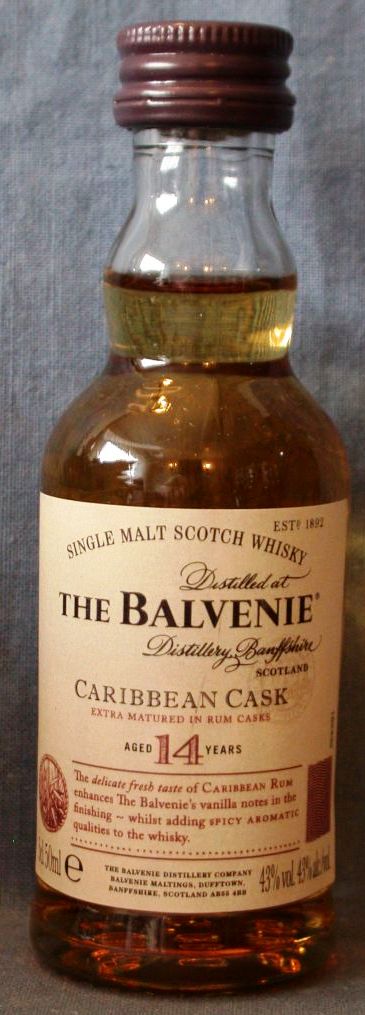 ESTD 1892
SINGLE MALT SCOTCH WHISKY
Distilled at
THE BALVENIE®
Distillery, Banffshire
SCOTLAND
CARIBBEAN CASK
EXTRA MATURED IN RUM CASKS
AGED 14 YEARS
The delicate fresh taste of CARIBBEAN RUM
enhances The Balvenie's vanilla notes in the
finishing ~ whilst adding SPICY AROMATIC
qualities to the whisky.
50ml e
THE BALVENIE DISTILLERY COMPANY
BALVENIE MALTINGS, DUFFTOWN,
BANFFSHIRE, SCOTLAND AB55 4BB
43% vol. 43% alc./vol.